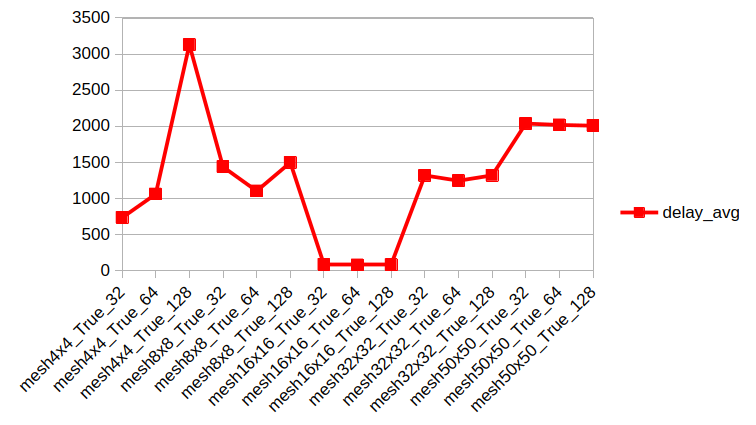 3500
3000
2500
2000
1500
1000
500
0
delay_avg
mesh4x4_True_32
mesh4x4_True_64
mesh4x4_True_128
mesh8x8_True_32
mesh8x8_True_64
mesh8x8_True_128
mesh16x16_True_32
mesh16x16_True_64
mesh16x16_True_128
mesh32x32_True_32
mesh32x32_True_64
mesh32x32_True_128
mesh50x50_True_32
mesh50x50_True_64
mesh50x50_True_128